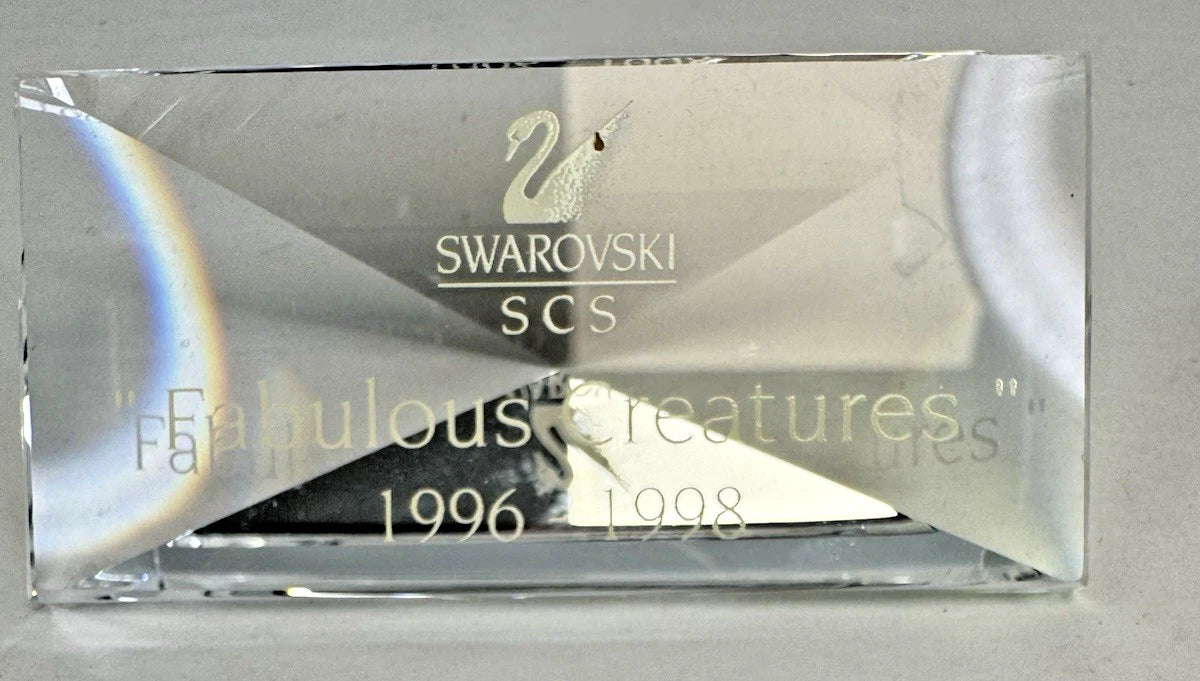 SWAROVSKI
SCS
"Fabulous Creatures"
1996 1998